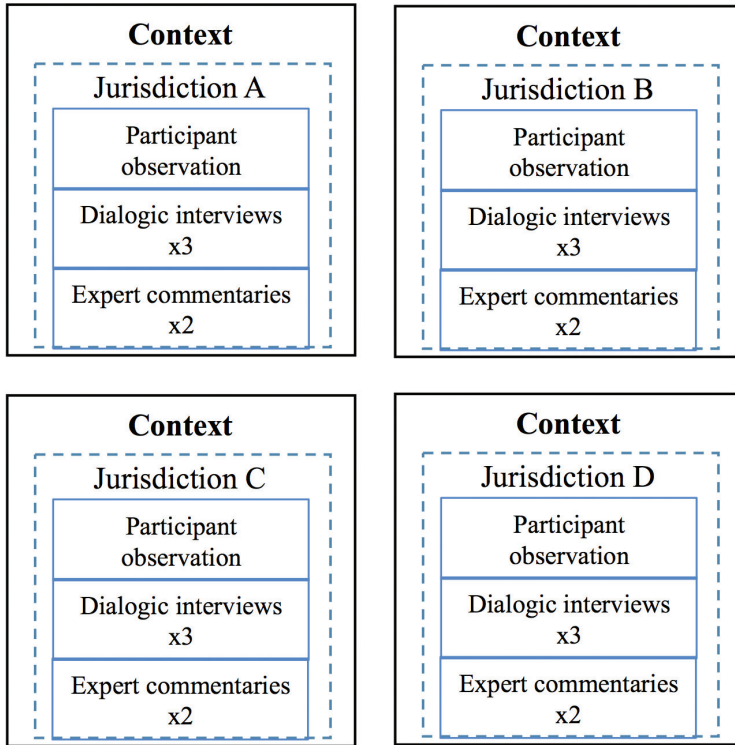 Context
Jurisdiction A
Participant
observation
Dialogic interviews
x3
Expert commentaries
x2
Context
Jurisdiction B
Participant
observation
Dialogic interviews
x3
Expert commentaries
x2
Context
Jurisdiction C
Participant
observation
Dialogic interviews
x3
Expert commentaries
x2
Context
Jurisdiction D
Participant
observation
Dialogic interviews
x3
Expert commentaries
x2